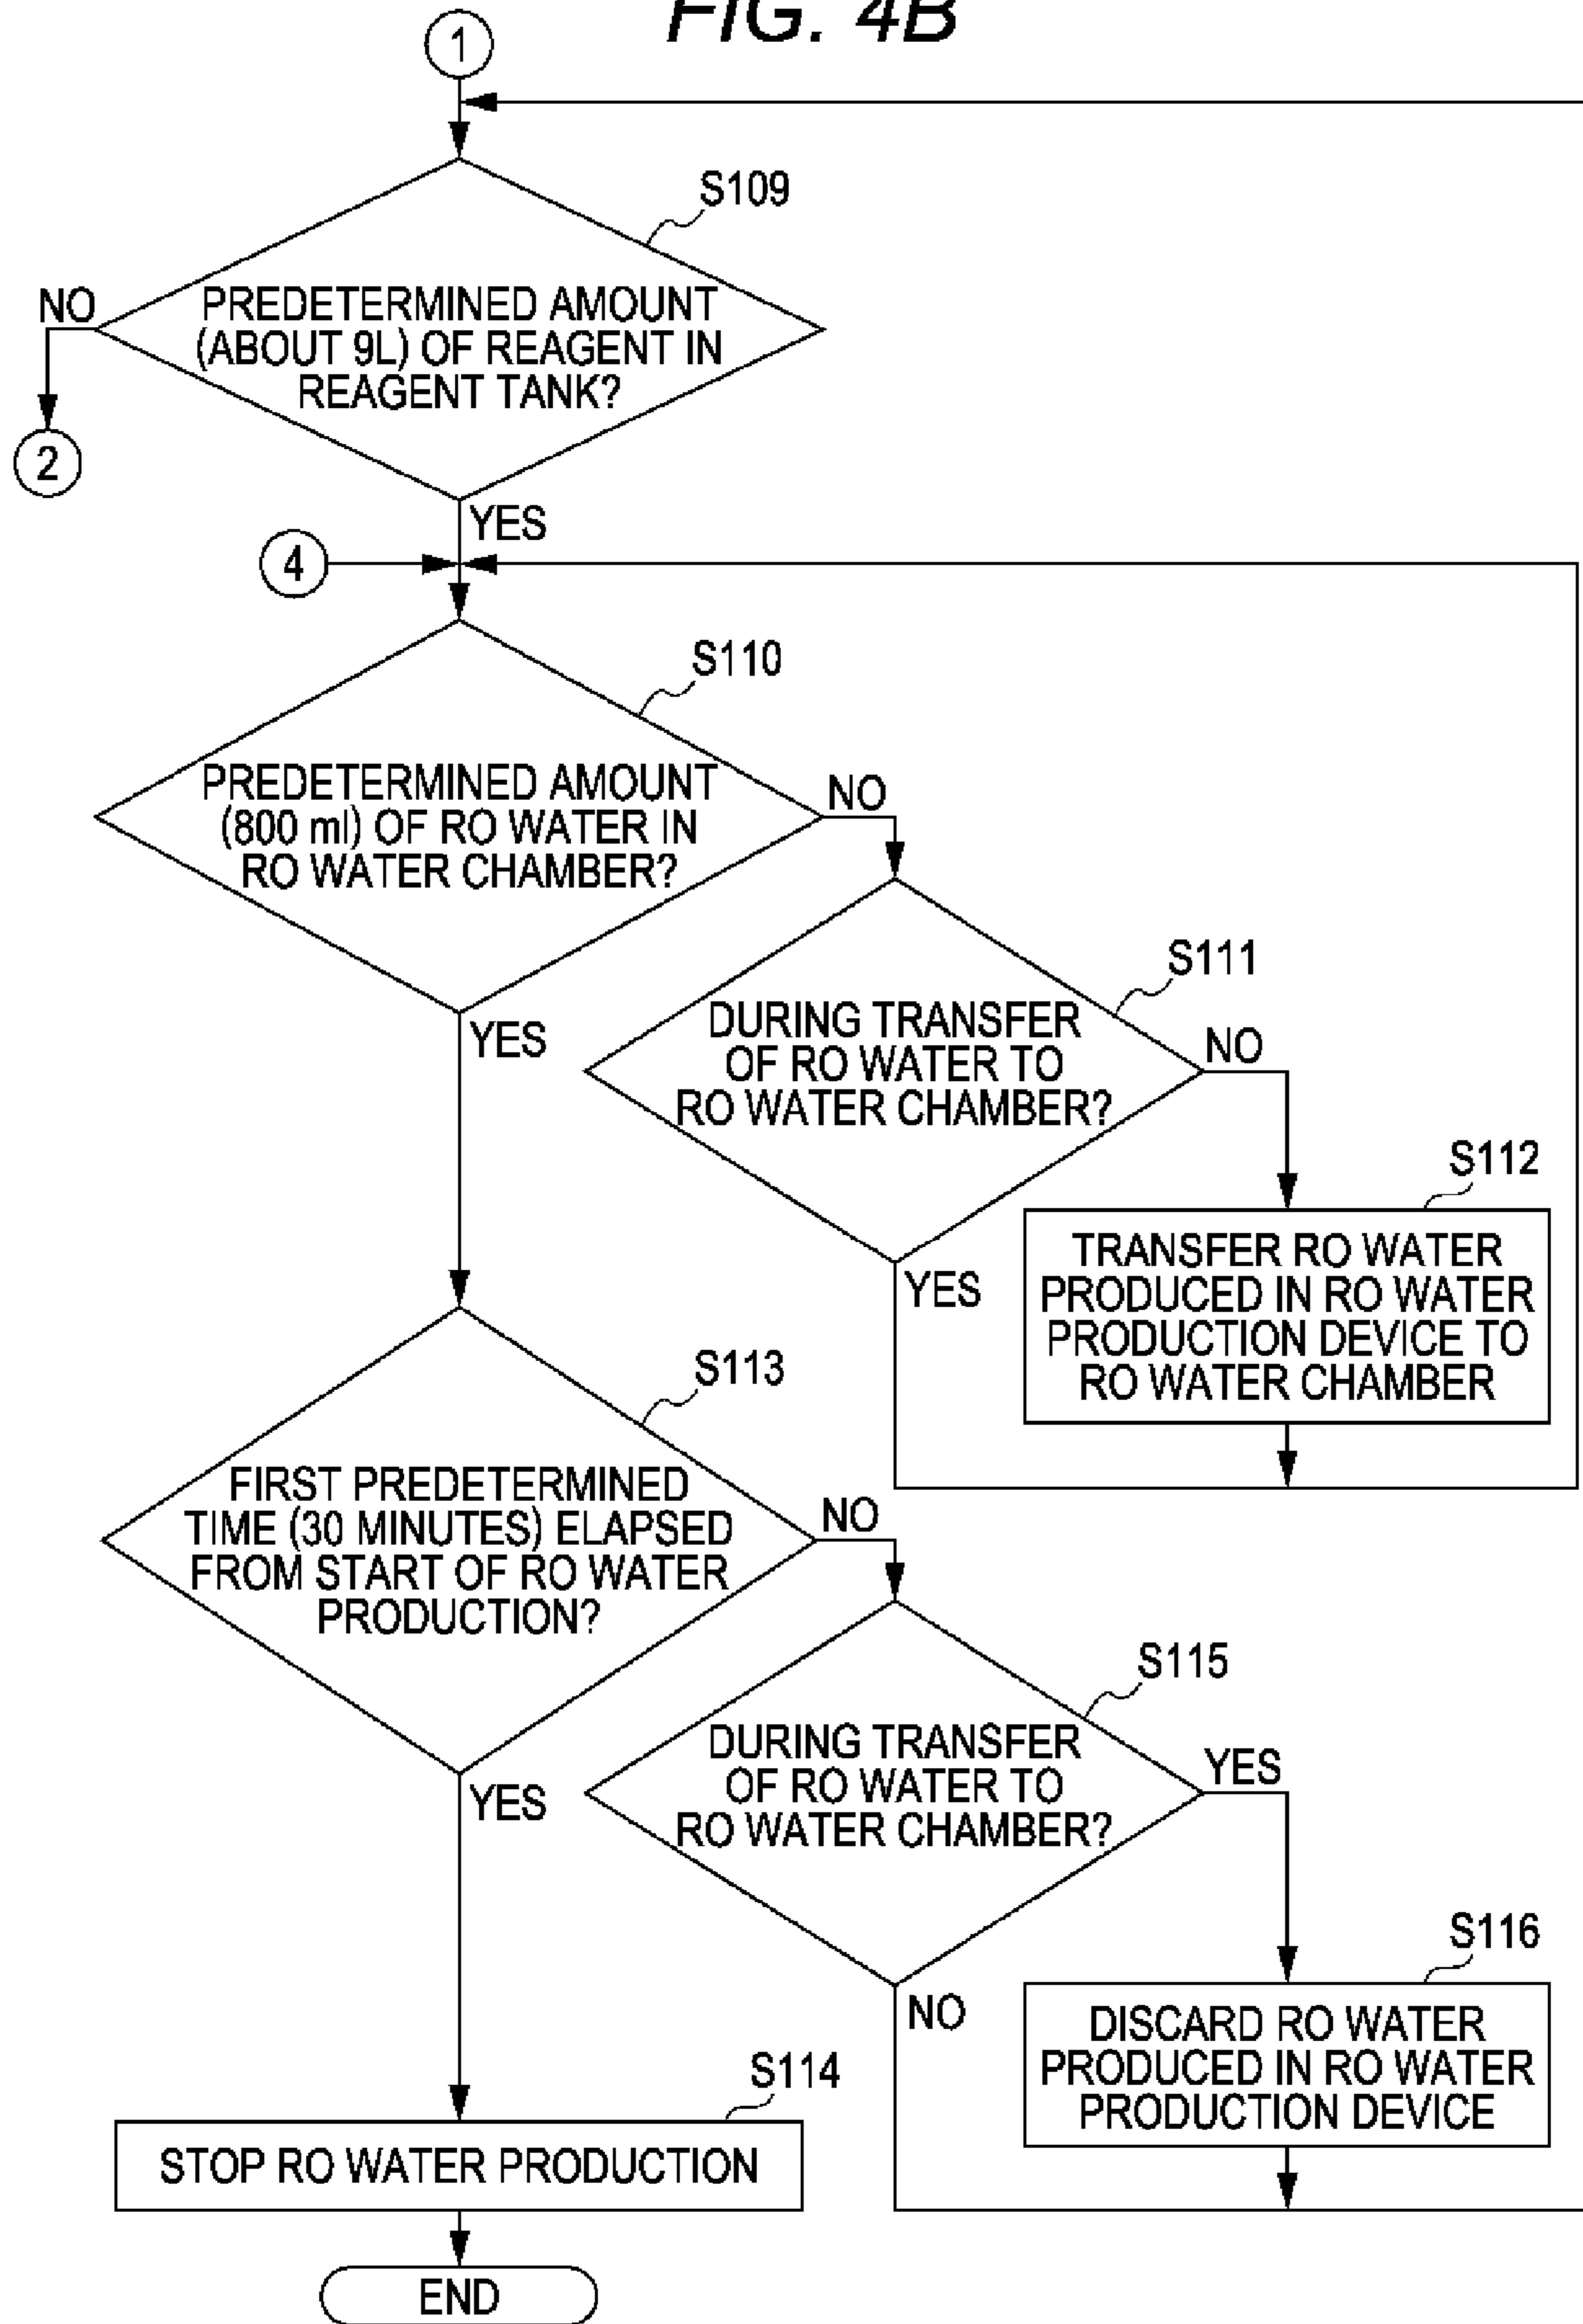 FIG. 4B
1
S109
NO
PREDETERMINED AMOUNT
(ABOUT 9L) OF REAGENT IN
REAGENT TANK?
2
YES
4
S110
PREDETERMINED AMOUNT
(800 ml) OF RO WATER IN
RO WATER CHAMBER?
NO
YES
S111
DURING TRANSFER
OF RO WATER TO
RO WATER CHAMBER?
NO
YES
S112
TRANSFER RO WATER
PRODUCED IN RO WATER
PRODUCTION DEVICE TO
RO WATER CHAMBER
S113
FIRST PREDETERMINED
TIME (30 MINUTES) ELAPSED
FROM START OF RO WATER
PRODUCTION?
NO
YES
S115
DURING TRANSFER
OF RO WATER TO
RO WATER CHAMBER?
YES
NO
S116
DISCARD RO WATER
PRODUCED IN RO WATER
PRODUCTION DEVICE
S114
STOP RO WATER PRODUCTION
END